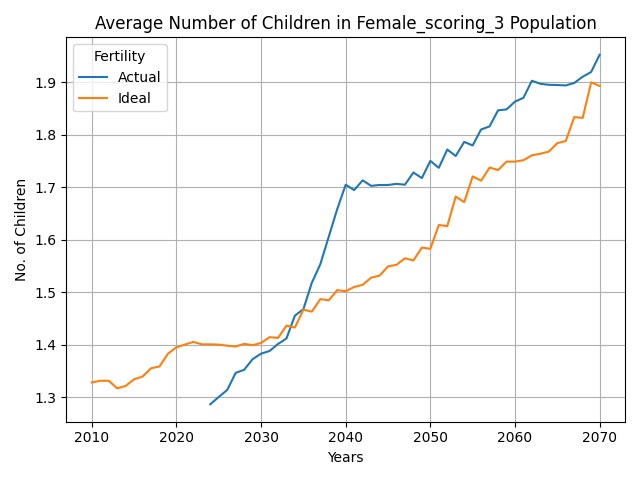 Average Number of Children in Female_scoring_3 Population
Fertility
Actual
Ideal
No. of Children
1.9
1.8
1.7
1.6
1.5
1.4
1.3
2010 2020 2030 2040 2050 2060 2070
Years